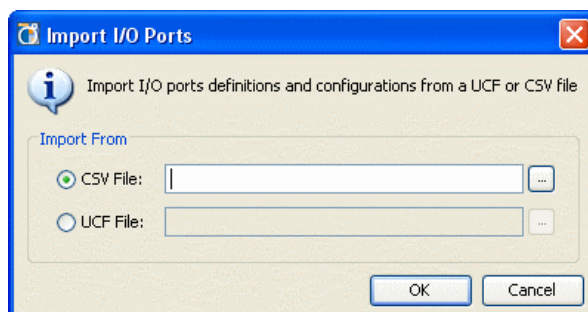 Import I/O Ports
Import I/O ports definitions and configurations from a UCF or CSV file
Import From
CSV File:
...
UCF File:
...
OK
Cancel